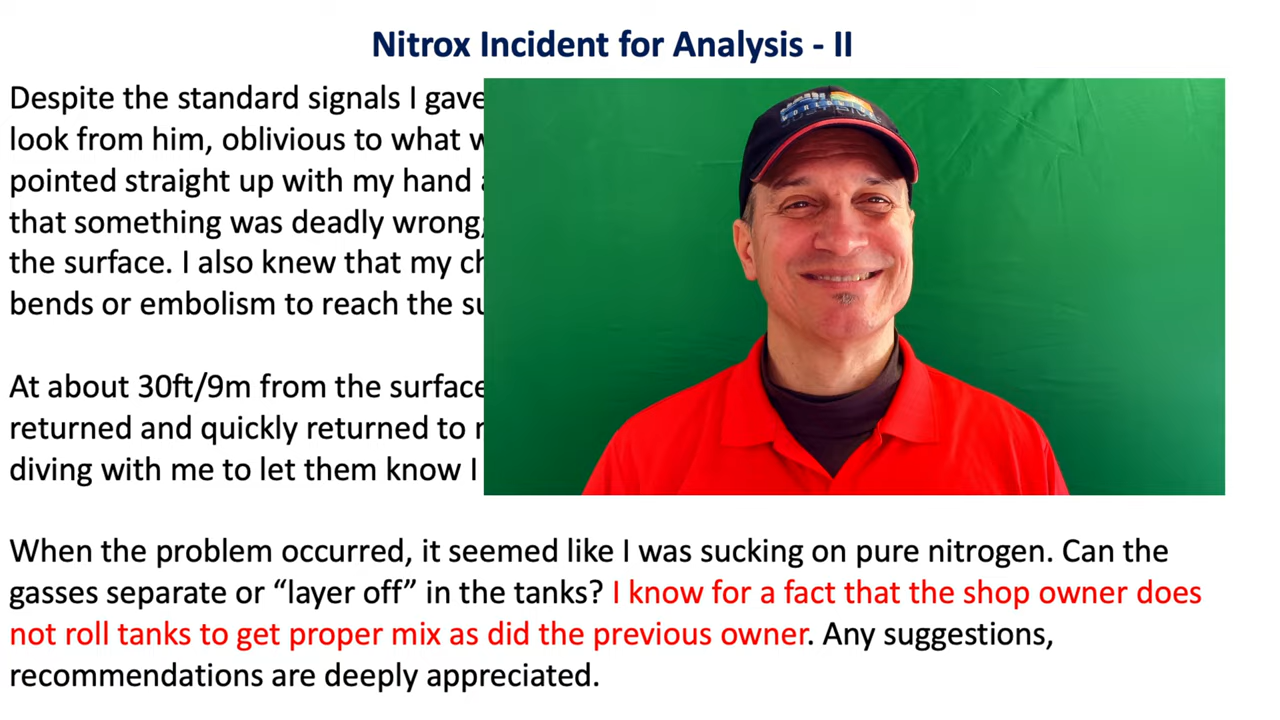 Nitrox Incident for Analysis - II
Despite the standard signals I gave
look from him, oblivious to what
pointed straight up with my hand
that something was deadly wrong;
the surface. I also knew that my
bends or embolism to reach the
At about 30ft/9m from the surface
returned and quickly returned to
diving with me to let them know I
When the problem occurred, it seemed like I was sucking on pure nitrogen. Can the
gasses separate or “layer off” in the tanks? I know for a fact that the shop owner does
not roll tanks to get proper mix as did the previous owner. Any suggestions,
recommendations are deeply appreciated.